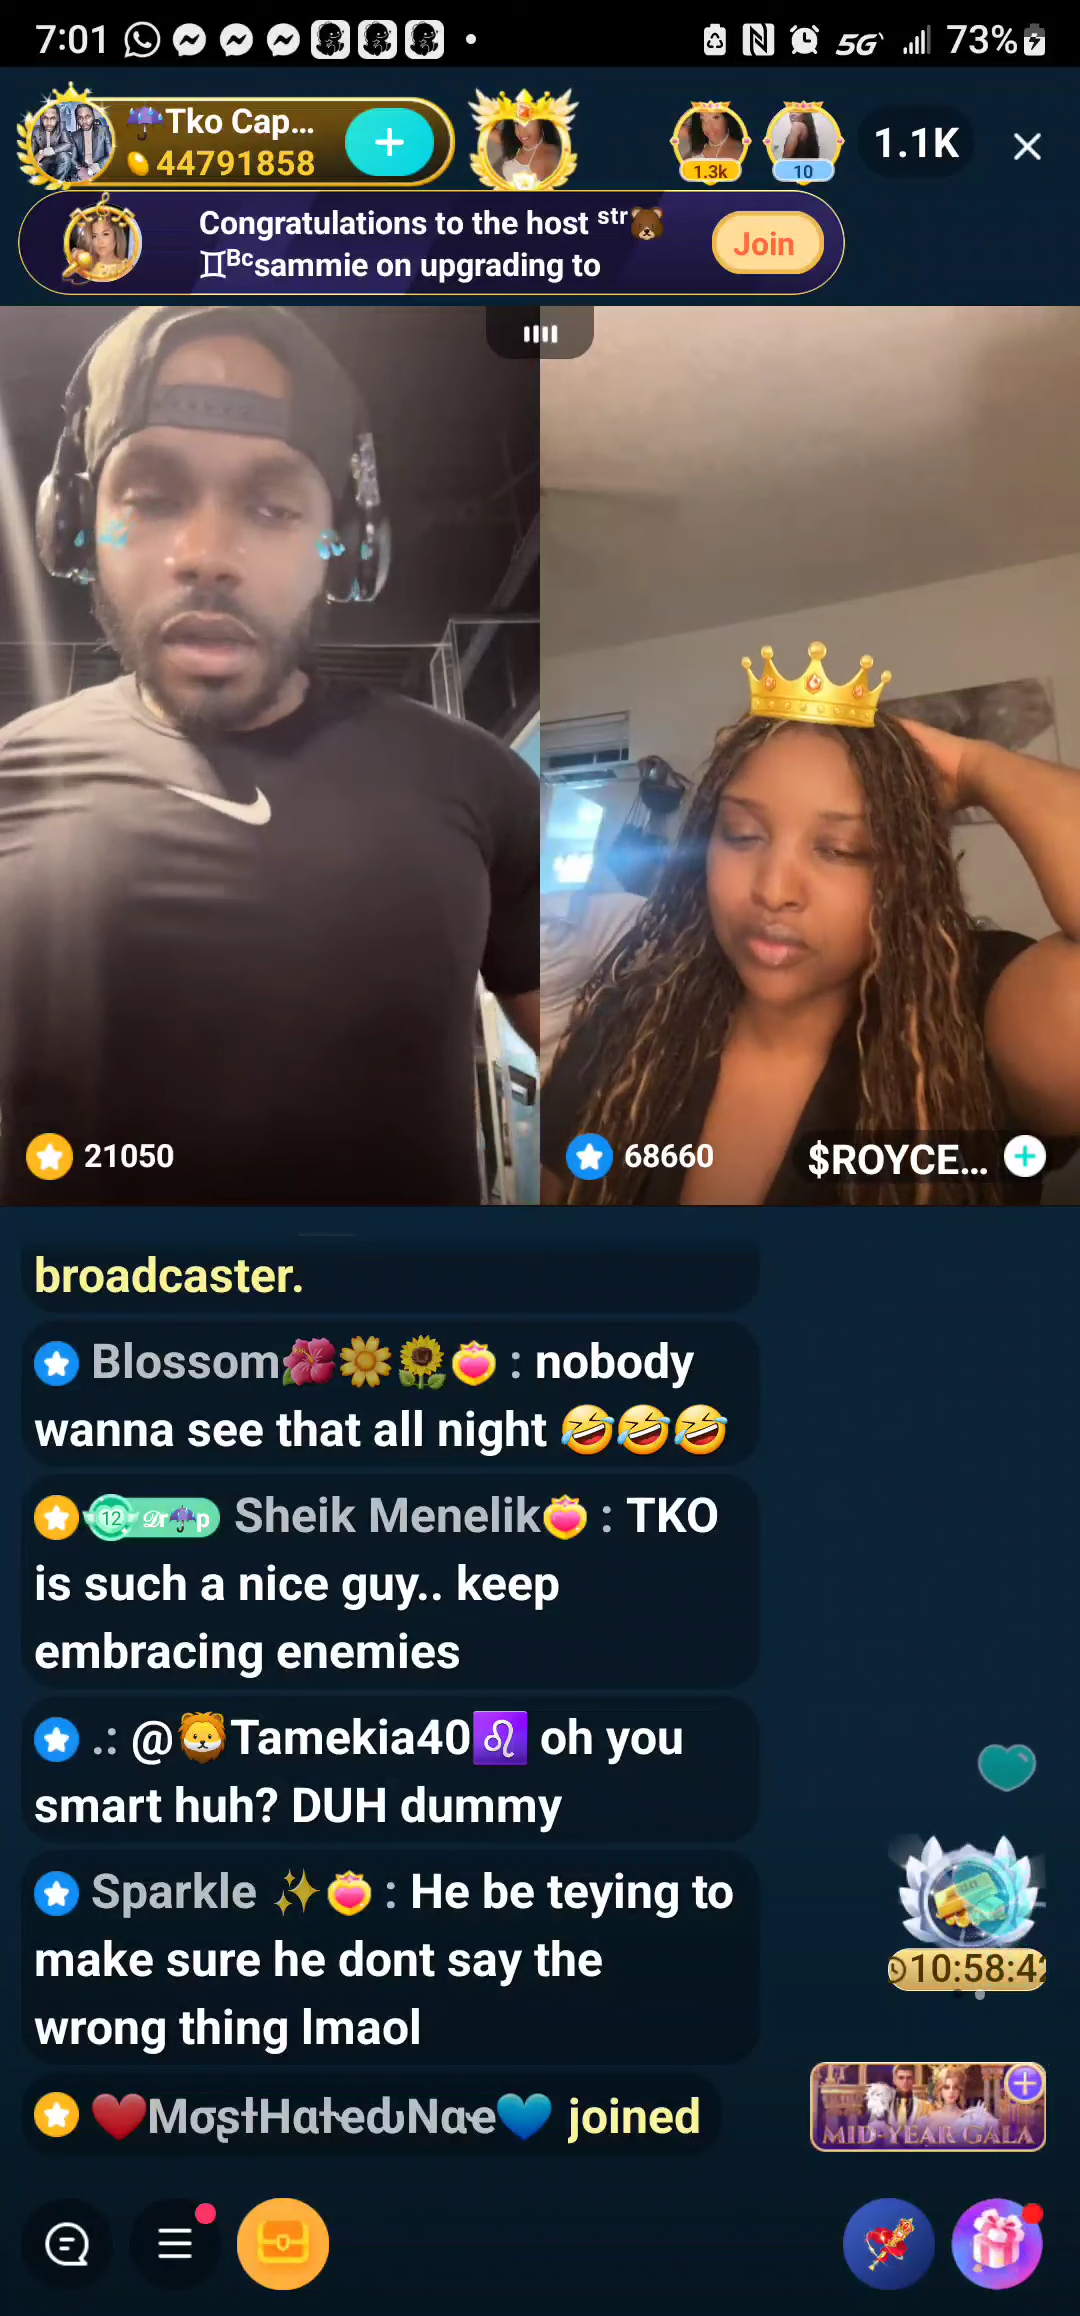 7:01 5G 73%
☂️Tko Cap...
44791858
1.3k 10 1.1K
Congratulations to the host str🐻
♊Bcsammie on upgrading to
Join
21050 68660 $ROYCE...
broadcaster.
Blossom🌺🌼🌻 : nobody
wanna see that all night 🤣🤣🤣
12 𝒟r☂️p Sheik Menelik : TKO
is such a nice guy.. keep
embracing enemies
.: @🦁Tamekia40♌ oh you
smart huh? DUH dummy
Sparkle ✨ : He be teying to
make sure he dont say the
wrong thing lmaol
❤️MσʂƚHαƚҽԃNαҽ💙 joined
10:58:4
MID-YEAR GALA